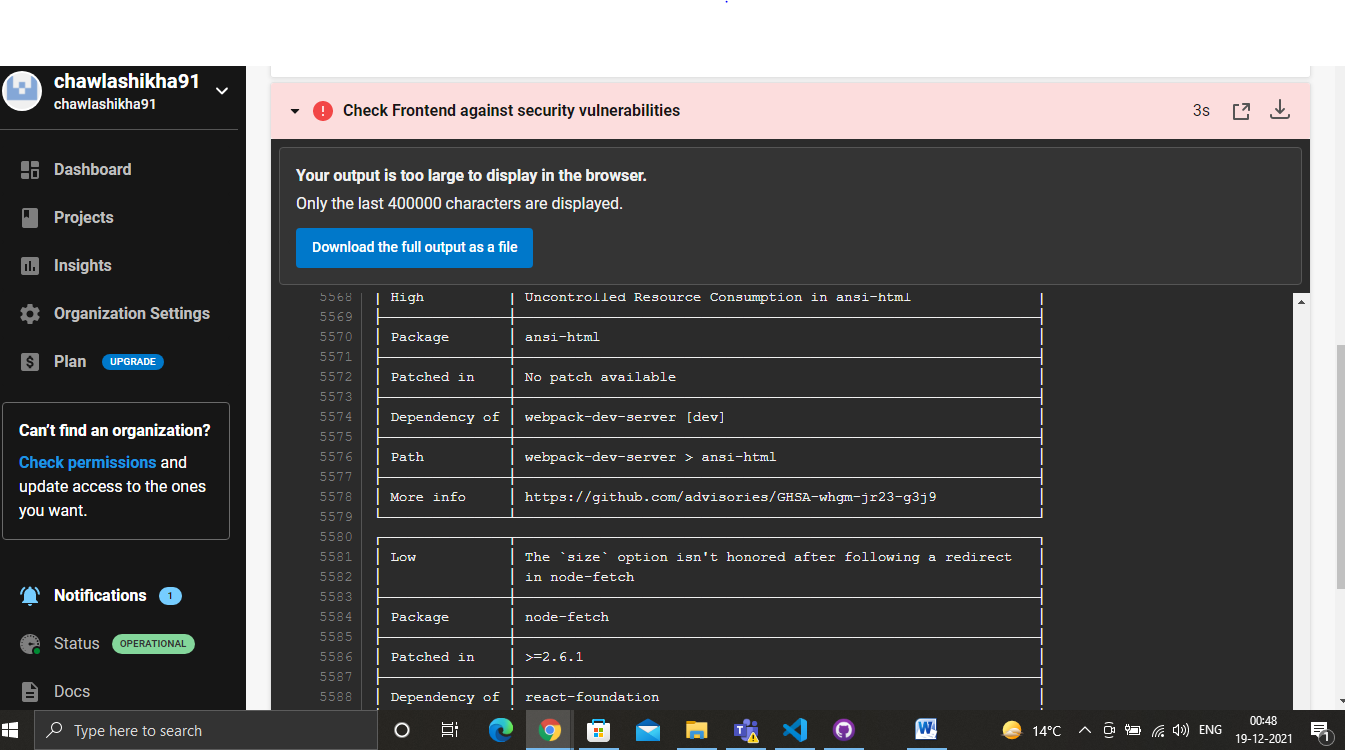 chawlashikha91
chawlashikha91
Dashboard
Projects
Insights
Organization Settings
Plan UPGRADE
Can't find an organization?
Check permissions and
update access to the ones
you want.
Notifications 1
Status OPERATIONAL
Docs
Check Frontend against security vulnerabilities 3s
Your output is too large to display in the browser.
Only the last 400000 characters are displayed.
Download the full output as a file
5568 High Uncontrolled Resource Consumption in ansi-html
5569
5570 Package ansi-html
5571
5572 Patched in No patch available
5573
5574 Dependency of webpack-dev-server [dev]
5575
5576 Path webpack-dev-server > ansi-html
5577
5578 More info https://github.com/advisories/GHSA-whgm-jr23-g3j9
5579
5580
5581 Low The `size` option isn't honored after following a redirect
5582 in node-fetch
5583
5584 Package node-fetch
5585
5586 Patched in >=2.6.1
5587
5588 Dependency of react-foundation
Type here to search
14°C ENG
00:48
19-12-2021
1